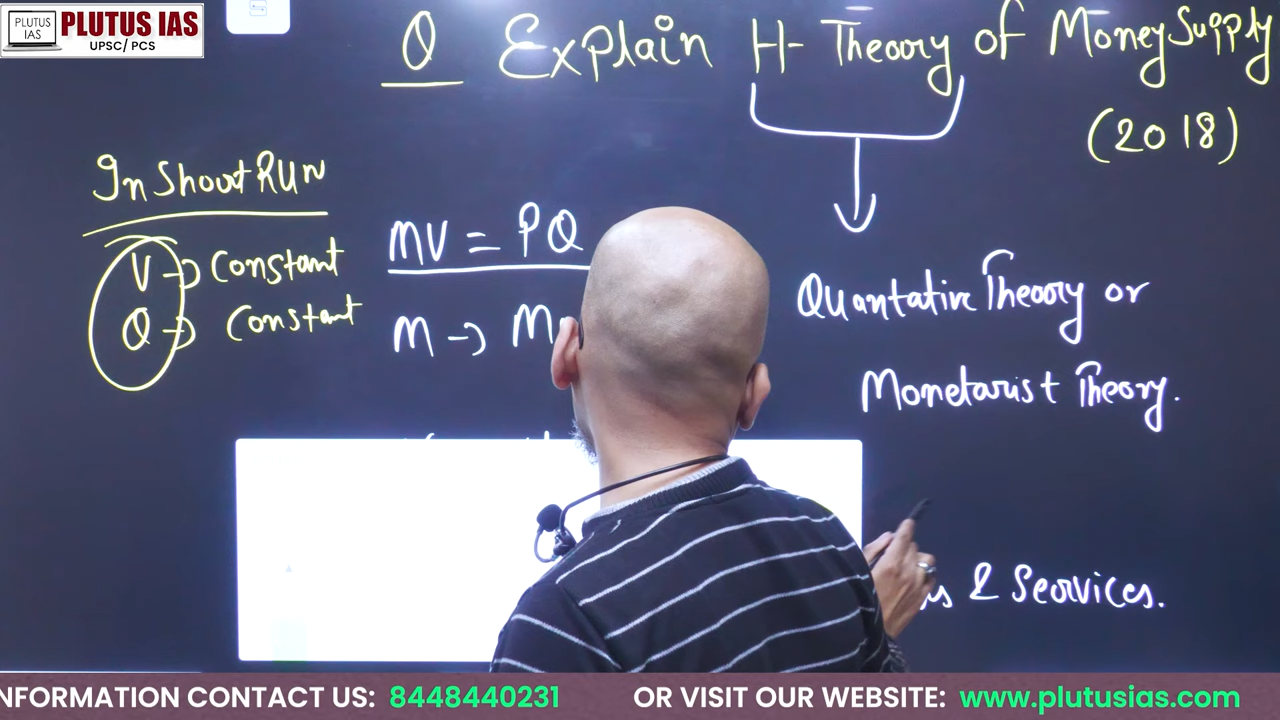 PLUTUS IAS
PLUTUS IAS
UPSC/ PCS
Q Explain H- Theory of Money Supply
(2018)
In Short Run
V → Constant
Q → Constant
MV = PQ
M →
Quantative Theory or
Monetarist Theory.
& Services.
NFORMATION CONTACT US: 8448440231 OR VISIT OUR WEBSITE: www.plutusias.com